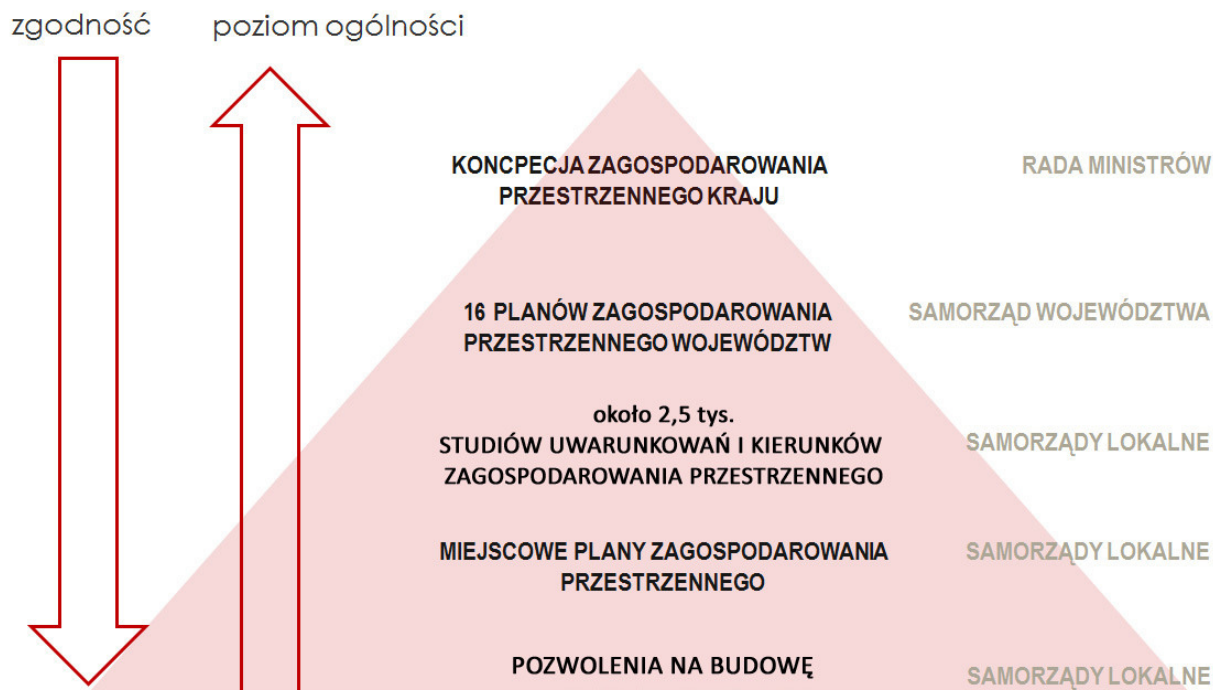 zgodność
poziom ogólności
KONCPECJA ZAGOSPODAROWANIA
PRZESTRZENNEGO KRAJU
RADA MINISTRÓW
16 PLANÓW ZAGOSPODAROWANIA
PRZESTRZENNEGO WOJEWÓDZTW
SAMORZĄD WOJEWÓDZTWA
około 2,5 tys.
STUDIÓW UWARUNKOWAŃ I KIERUNKÓW
ZAGOSPODAROWANIA PRZESTRZENNEGO
SAMORZĄDY LOKALNE
MIEJSCOWE PLANY ZAGOSPODAROWANIA
PRZESTRZENNEGO
SAMORZĄDY LOKALNE
POZWOLENIA NA BUDOWĘ
SAMORZĄDY LOKALNE